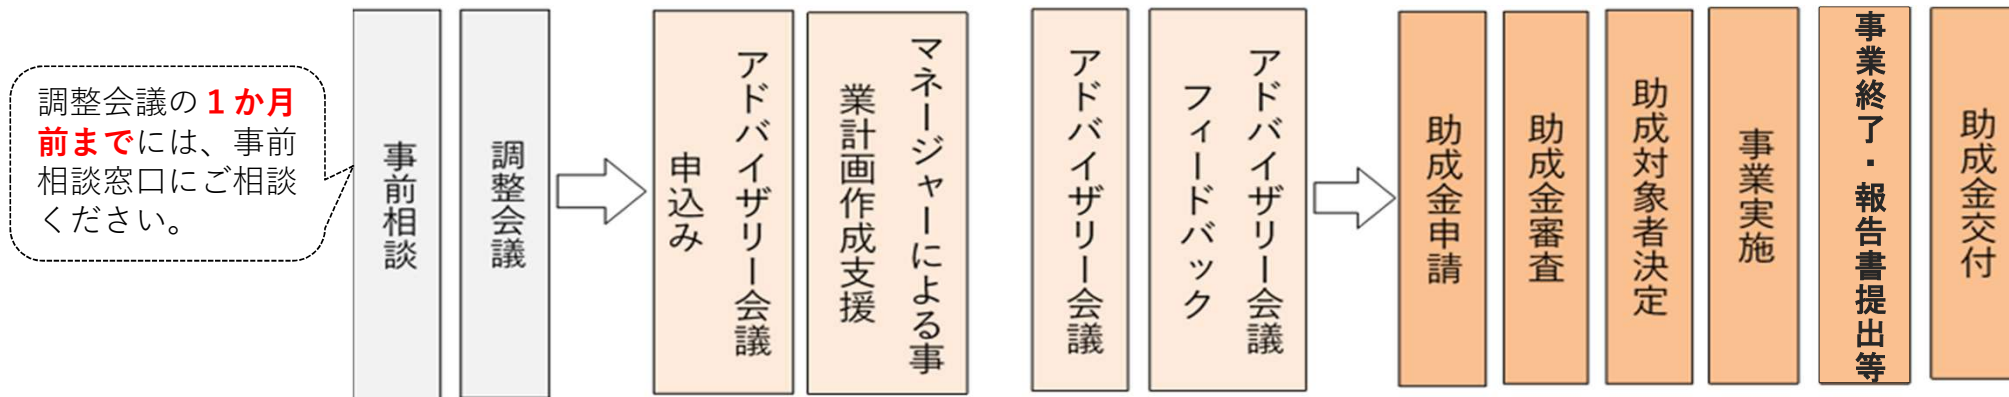 調整会議の１か月
前までには、事前
相談窓口にご相談
ください。
事前相談
調整会議
アドバイザリー会議
申込み
マネージャーによる事
業計画作成支援
アドバイザリー会議
アドバイザリー会議
フィードバック
助成金申請
助成金審査
助成対象者決定
事業実施
事業終了・報告書提出等
助成金交付